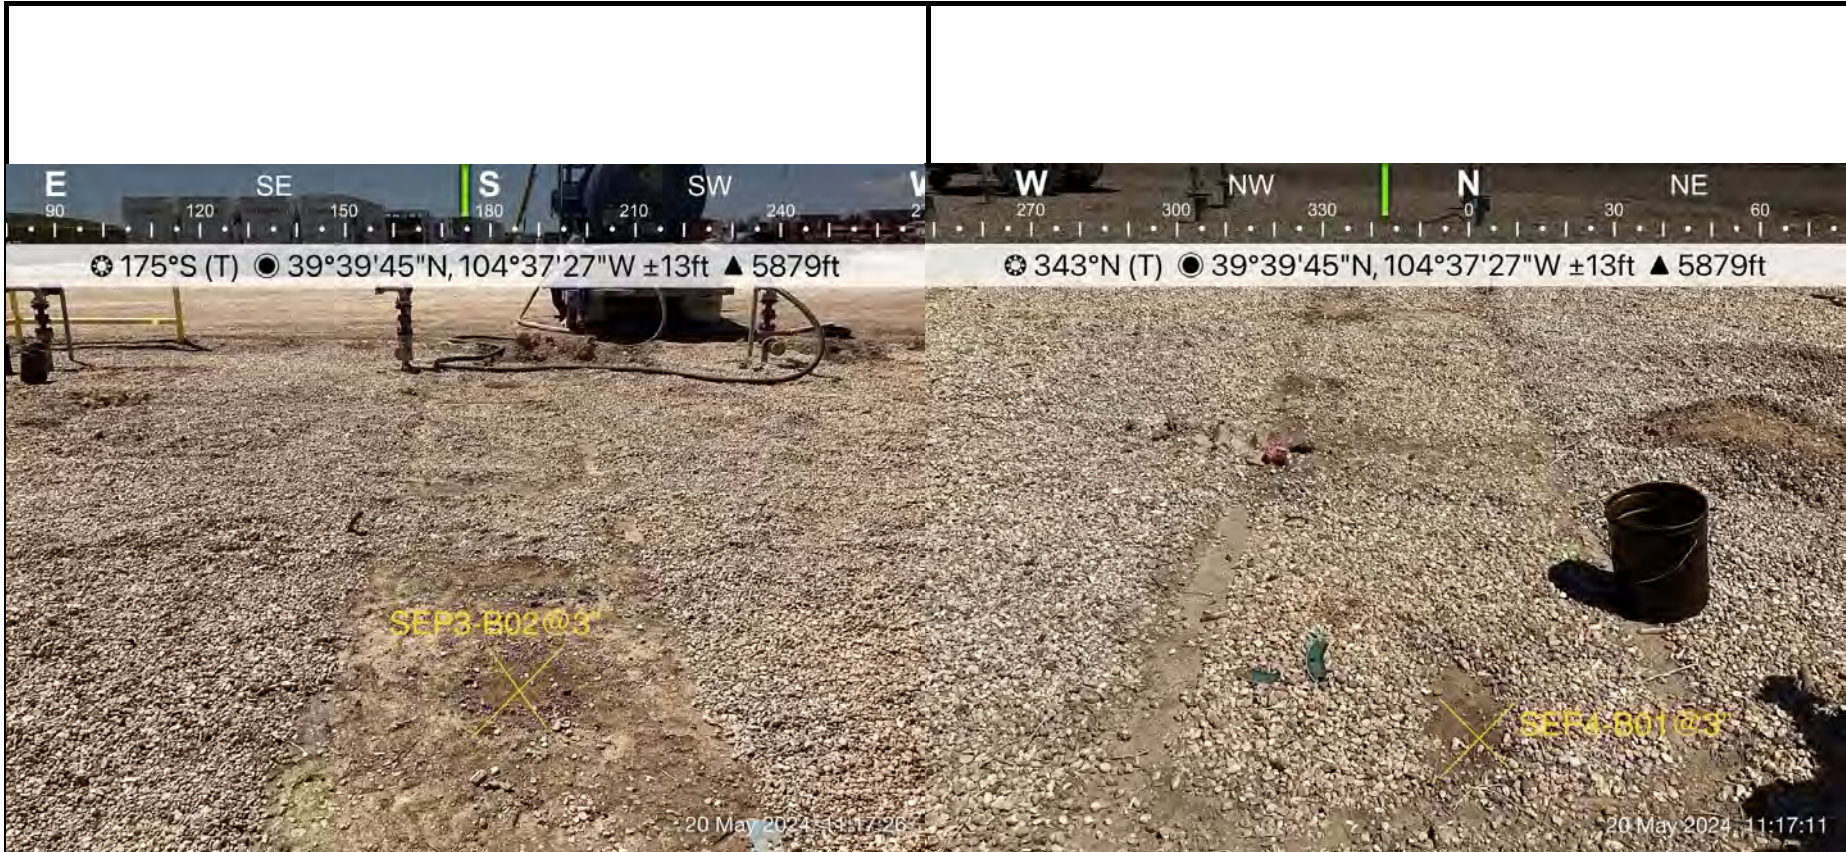 E SE S SW W
90 120 150 180 210 240 27
175°S (T) 39°39'45"N, 104°37'27"W ±13ft ▲ 5879ft
SEP3-B02@3"
20 May 2024, 11:17:26
W NW N NE
270 300 330 0 30 60
343°N (T) 39°39'45"N, 104°37'27"W ±13ft ▲ 5879ft
SEP4-B01@3"
20 May 2024, 11:17:11